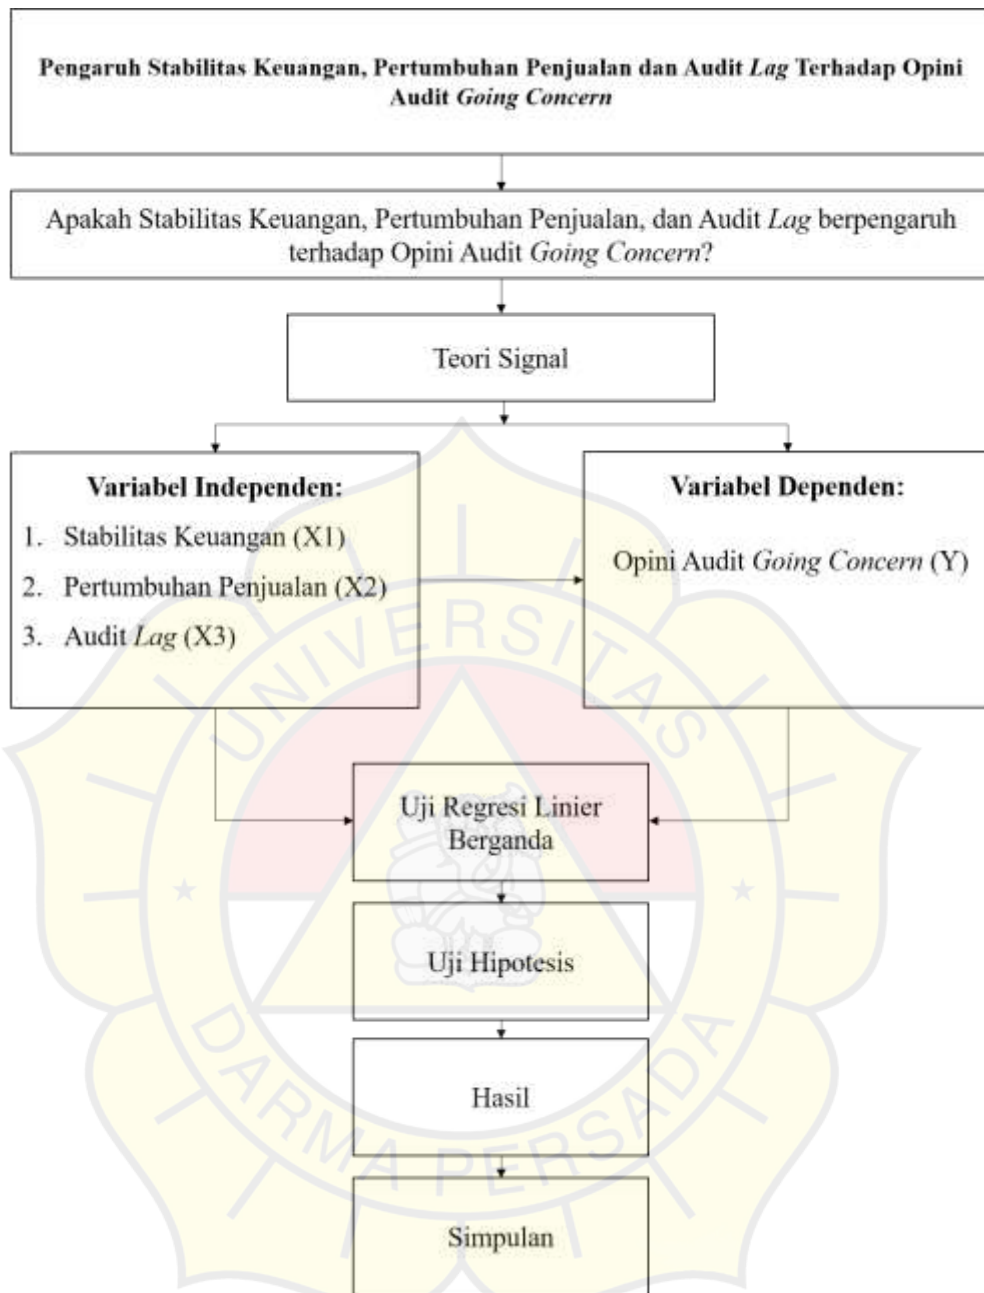 Pengaruh Stabilitas Keuangan, Pertumbuhan Penjualan dan Audit Lag Terhadap Opini
Audit Going Concern
Apakah Stabilitas Keuangan, Pertumbuhan Penjualan, dan Audit Lag berpengaruh
terhadap Opini Audit Going Concern?
Teori Signal
Variabel Independen:
1. Stabilitas Keuangan (X1)
2. Pertumbuhan Penjualan (X2)
3. Audit Lag (X3)
Variabel Dependen:
Opini Audit Going Concern (Y)
Uji Regresi Linier
Berganda
Uji Hipotesis
Hasil
Simpulan
UNIVERSITAS
DARMA PERSADA